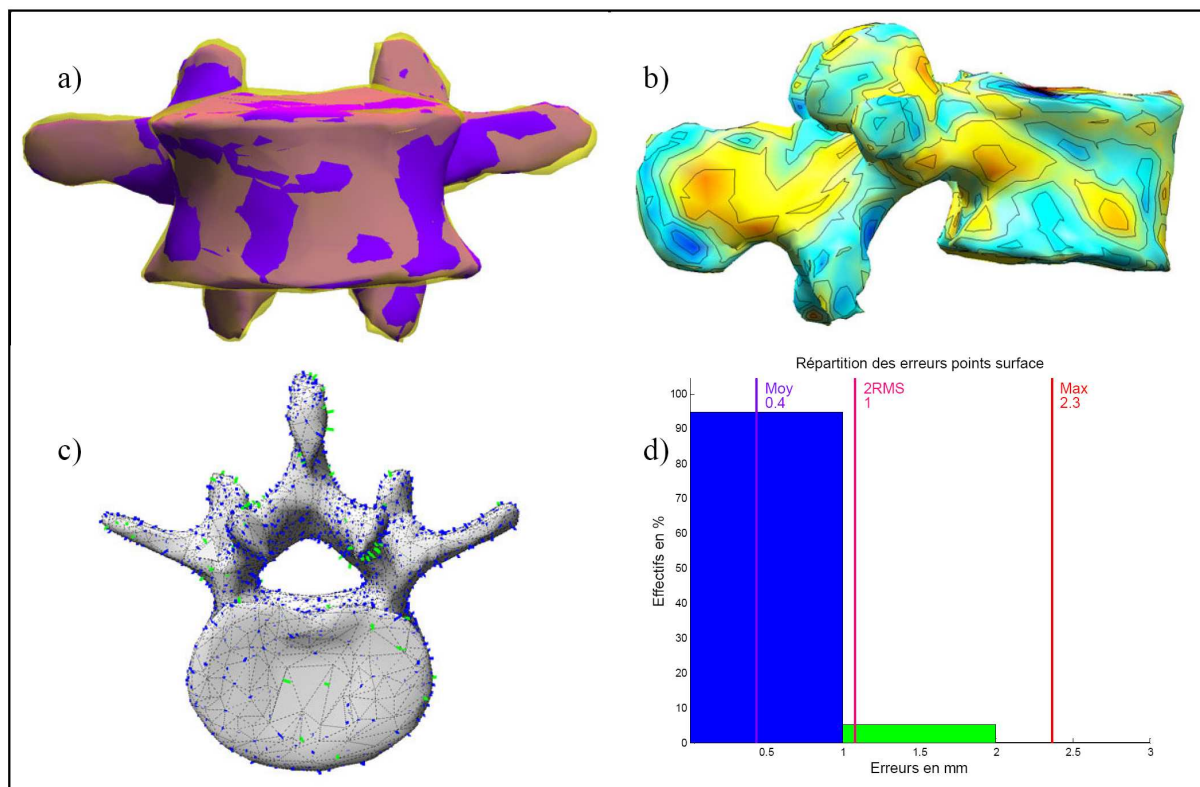 a)
b)
c)
d)
Répartition des erreurs points surface
Moy
0.4
2RMS
1
Max
2.3
100
90
80
70
60
50
40
30
20
10
0
Effectifs en %
0.5
1
1.5
2
2.5
3
Erreurs en mm